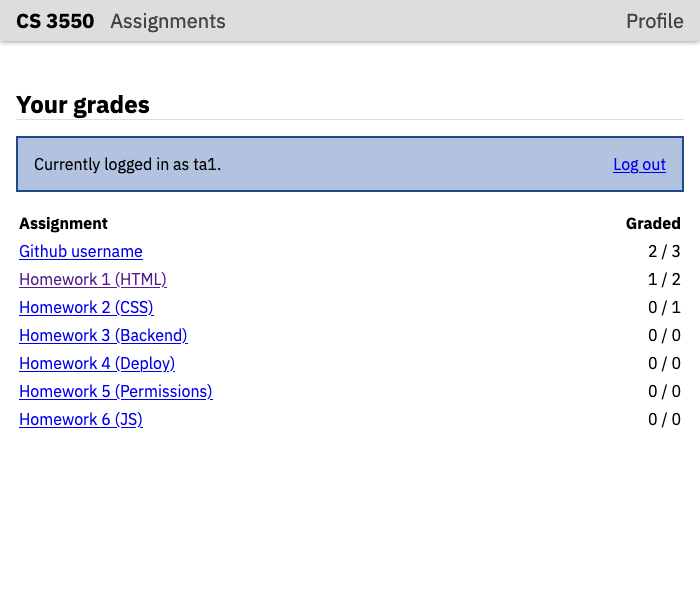 CS 3550 Assignments Profile
Your grades
Currently logged in as ta1. Log out
Assignment Graded
Github username 2 / 3
Homework 1 (HTML) 1 / 2
Homework 2 (CSS) 0 / 1
Homework 3 (Backend) 0 / 0
Homework 4 (Deploy) 0 / 0
Homework 5 (Permissions) 0 / 0
Homework 6 (JS) 0 / 0